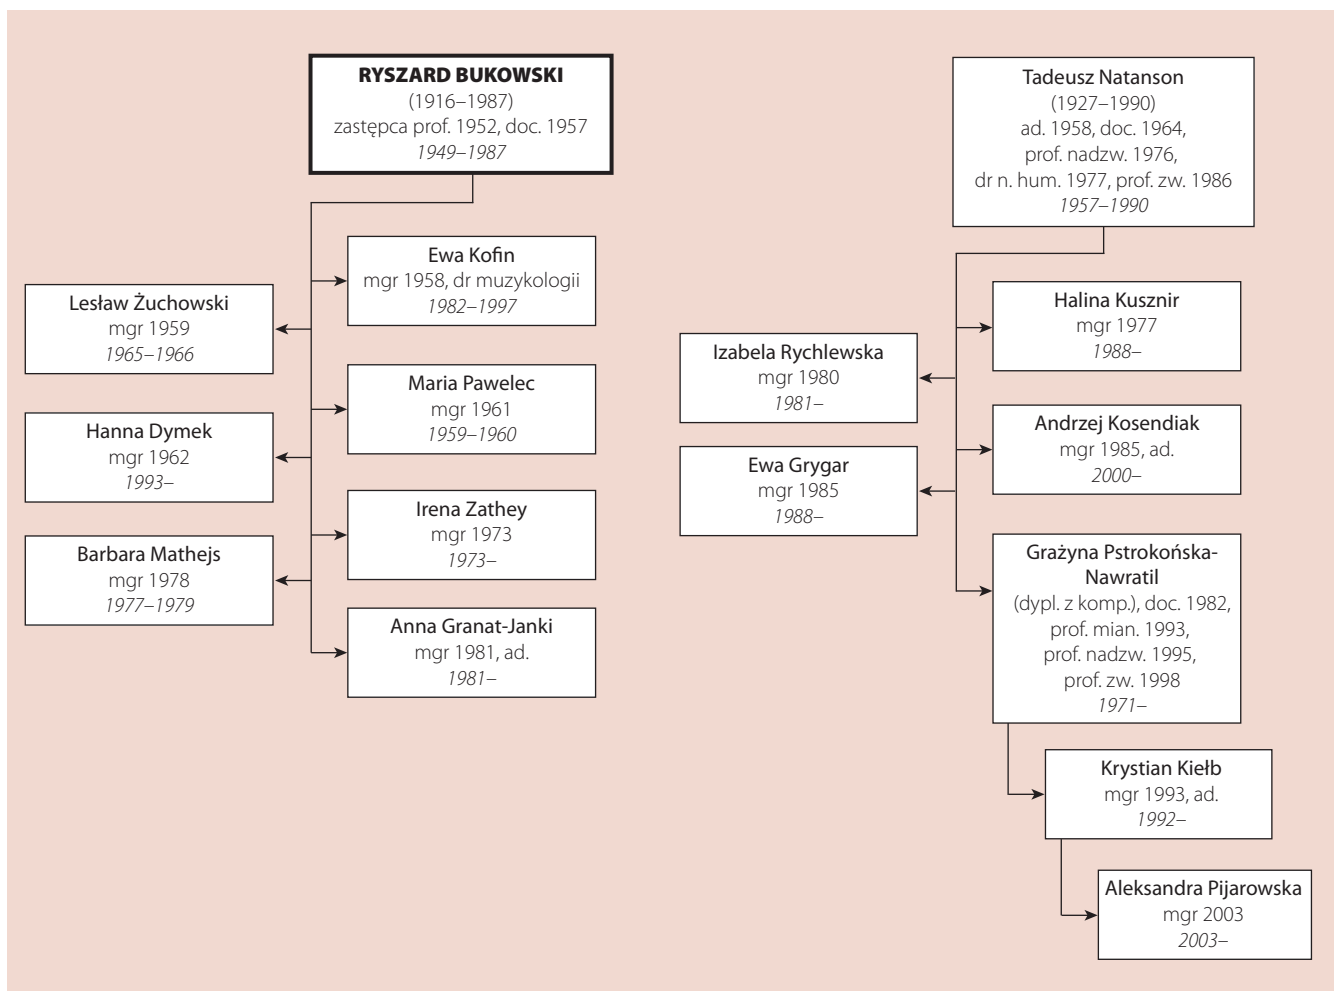 RYSZARD BUKOWSKI
(1916–1987)
zastępca prof. 1952, doc. 1957
1949–1987
Ewa Kofin
mgr 1958, dr muzykologii
1982–1997
Lesław Żuchowski
mgr 1959
1965–1966
Maria Pawelec
mgr 1961
1959–1960
Hanna Dymek
mgr 1962
1993–
Irena Zathey
mgr 1973
1973–
Barbara Mathejs
mgr 1978
1977–1979
Anna Granat-Janki
mgr 1981, ad.
1981–
Tadeusz Natanson
(1927–1990)
ad. 1958, doc. 1964,
prof. nadzw. 1976,
dr n. hum. 1977, prof. zw. 1986
1957–1990
Halina Kusznir
mgr 1977
1988–
Izabela Rychlewska
mgr 1980
1981–
Andrzej Kosendiak
mgr 1985, ad.
2000–
Ewa Grygar
mgr 1985
1988–
Grażyna Pstrokońska-
Nawratil
(dypl. z komp.), doc. 1982,
prof. mian. 1993,
prof. nadzw. 1995,
prof. zw. 1998
1971–
Krystian Kiełb
mgr 1993, ad.
1992–
Aleksandra Pijarowska
mgr 2003
2003–